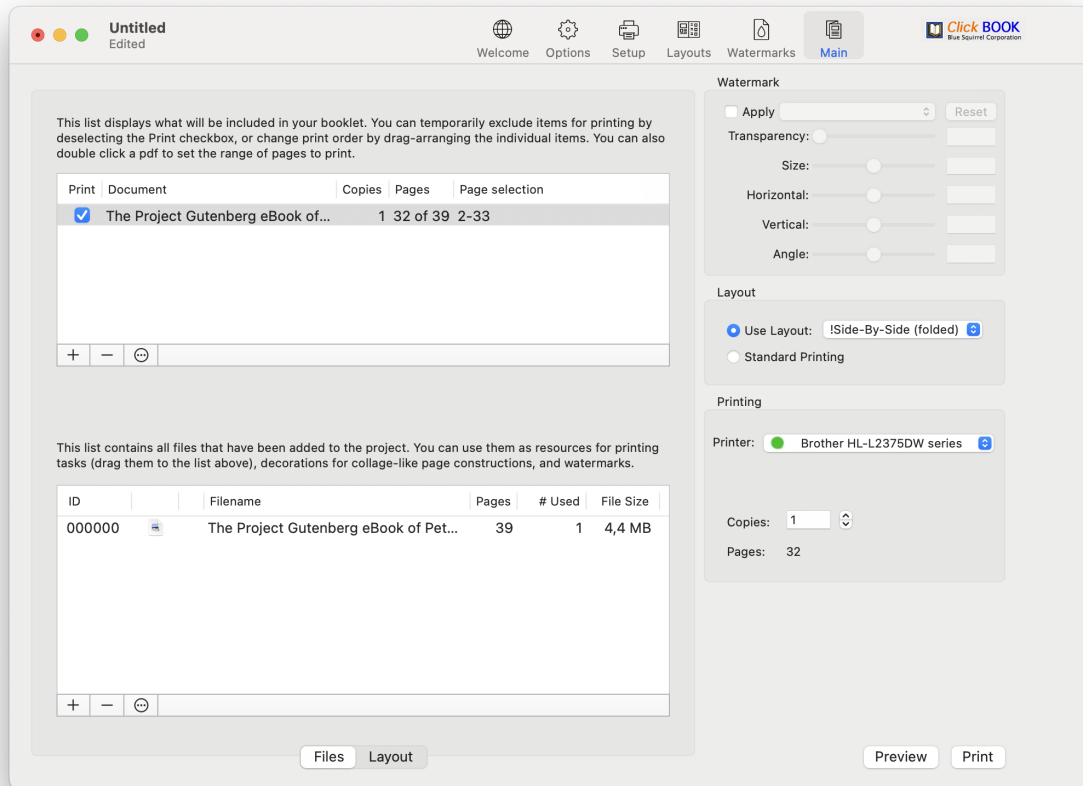 Untitled
Edited
Welcome
Options
Setup
Layouts
Watermarks
Main
Click BOOK
Blue Squirrel Corporation
This list displays what will be included in your booklet. You can temporarily exclude items for printing by
deselecting the Print checkbox, or change print order by drag-arranging the individual items. You can also
double click a pdf to set the range of pages to print.
Print Document Copies Pages Page selection
The Project Gutenberg eBook of... 1 32 of 39 2-33
This list contains all files that have been added to the project. You can use them as resources for printing
tasks (drag them to the list above), decorations for collage-like page constructions, and watermarks.
ID Filename Pages # Used File Size
000000 The Project Gutenberg eBook of Pet... 39 1 4,4 MB
Files Layout
Watermark
Apply Reset
Transparency:
Size:
Horizontal:
Vertical:
Angle:
Layout
Use Layout: !Side-By-Side (folded)
Standard Printing
Printing
Printer: Brother HL-L2375DW series
Copies: 1
Pages: 32
Preview Print